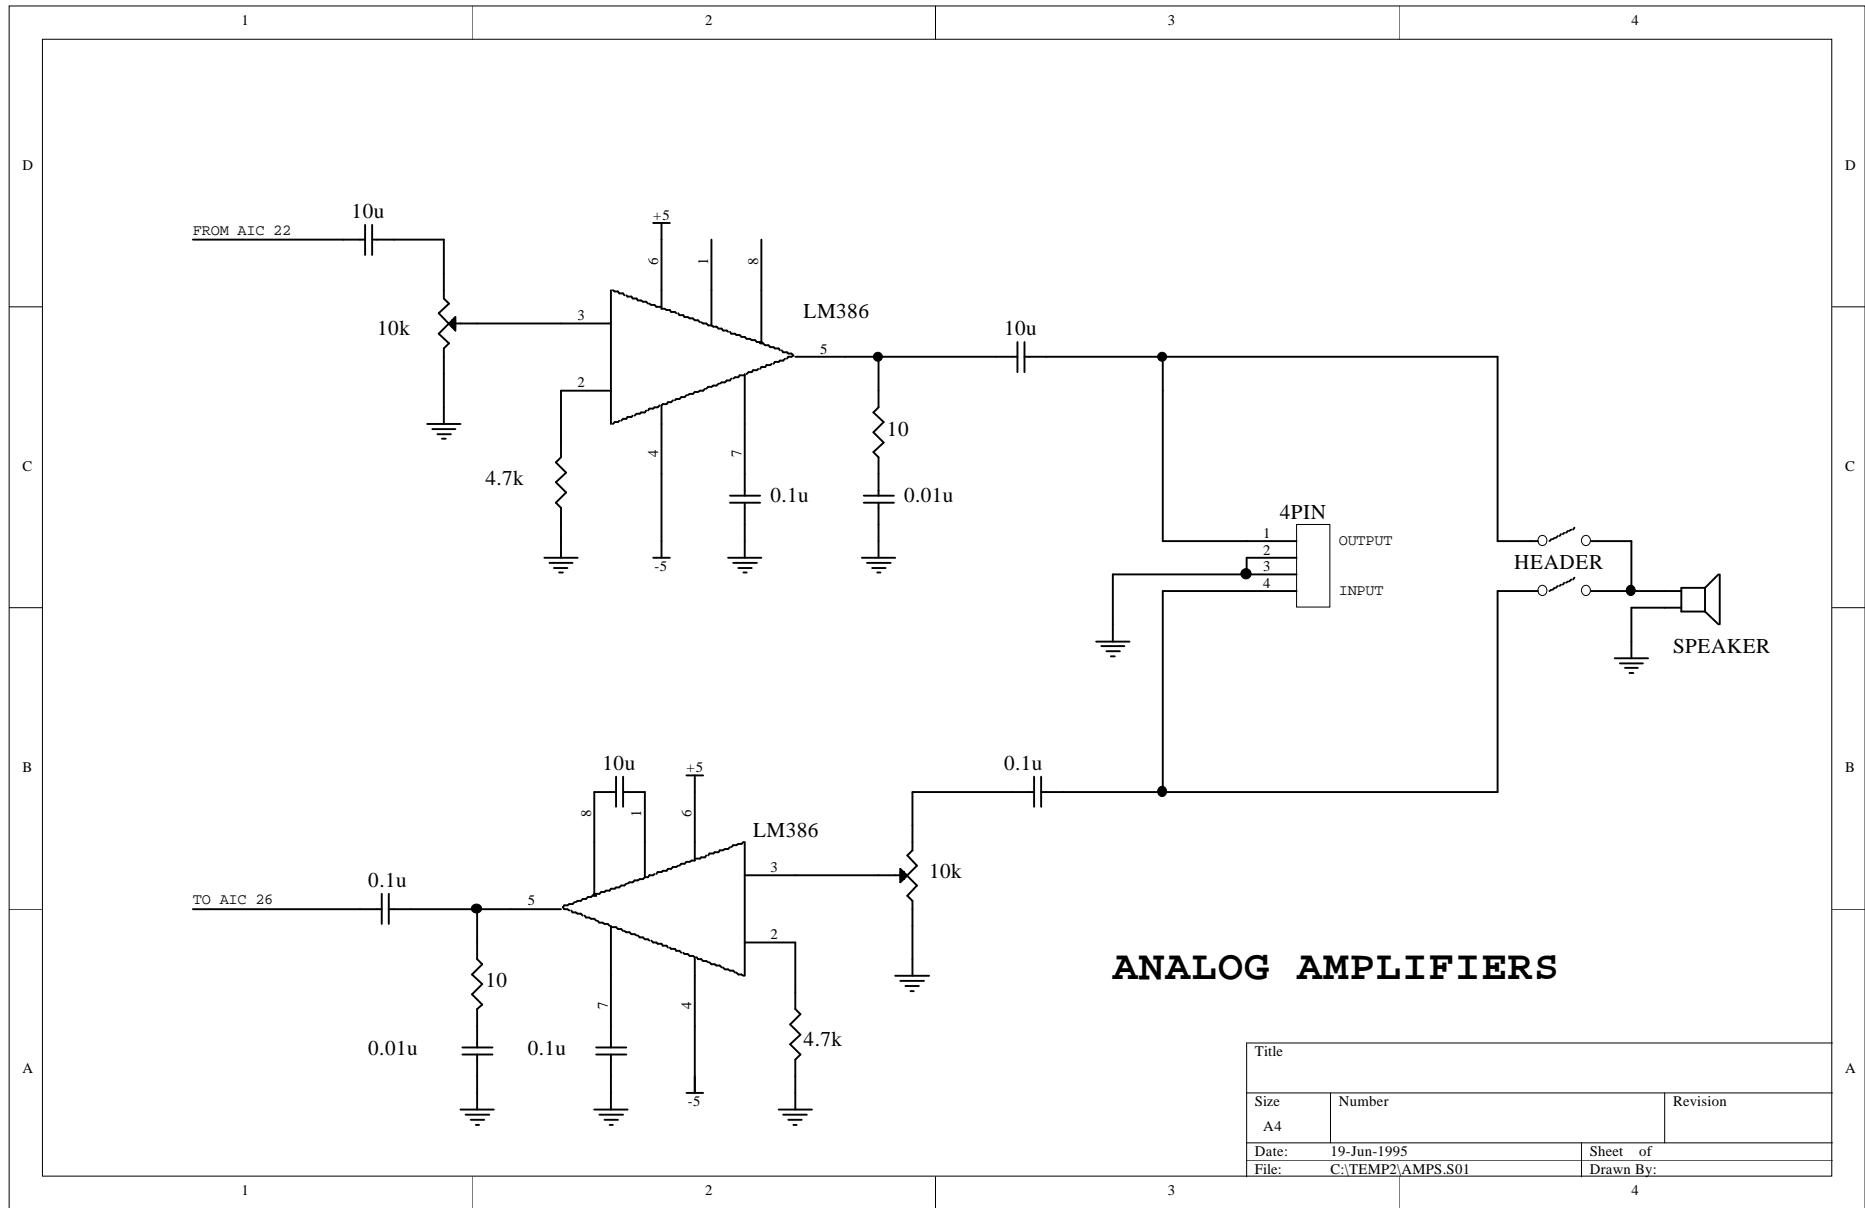 1 2 3 4
D D
10u
+5
FROM AIC 22
6 1 8
LM386
3
10k
10u
5
2
10
4 7
4.7k
C C
0.1u 0.01u
4PIN
1 OUTPUT
2
-5
3
HEADER
4 INPUT
SPEAKER
10u
+5
0.1u
B B
8 1 6
LM386
3
10k
0.1u
TO AIC 26
5
2
ANALOG AMPLIFIERS
10
7 4
4.7k
0.01u 0.1u
-5
A A
Title
Size Number Revision
A4
Date: 19-Jun-1995 Sheet of
File: C:\TEMP2\AMPS.S01 Drawn By:
1 2 3 4